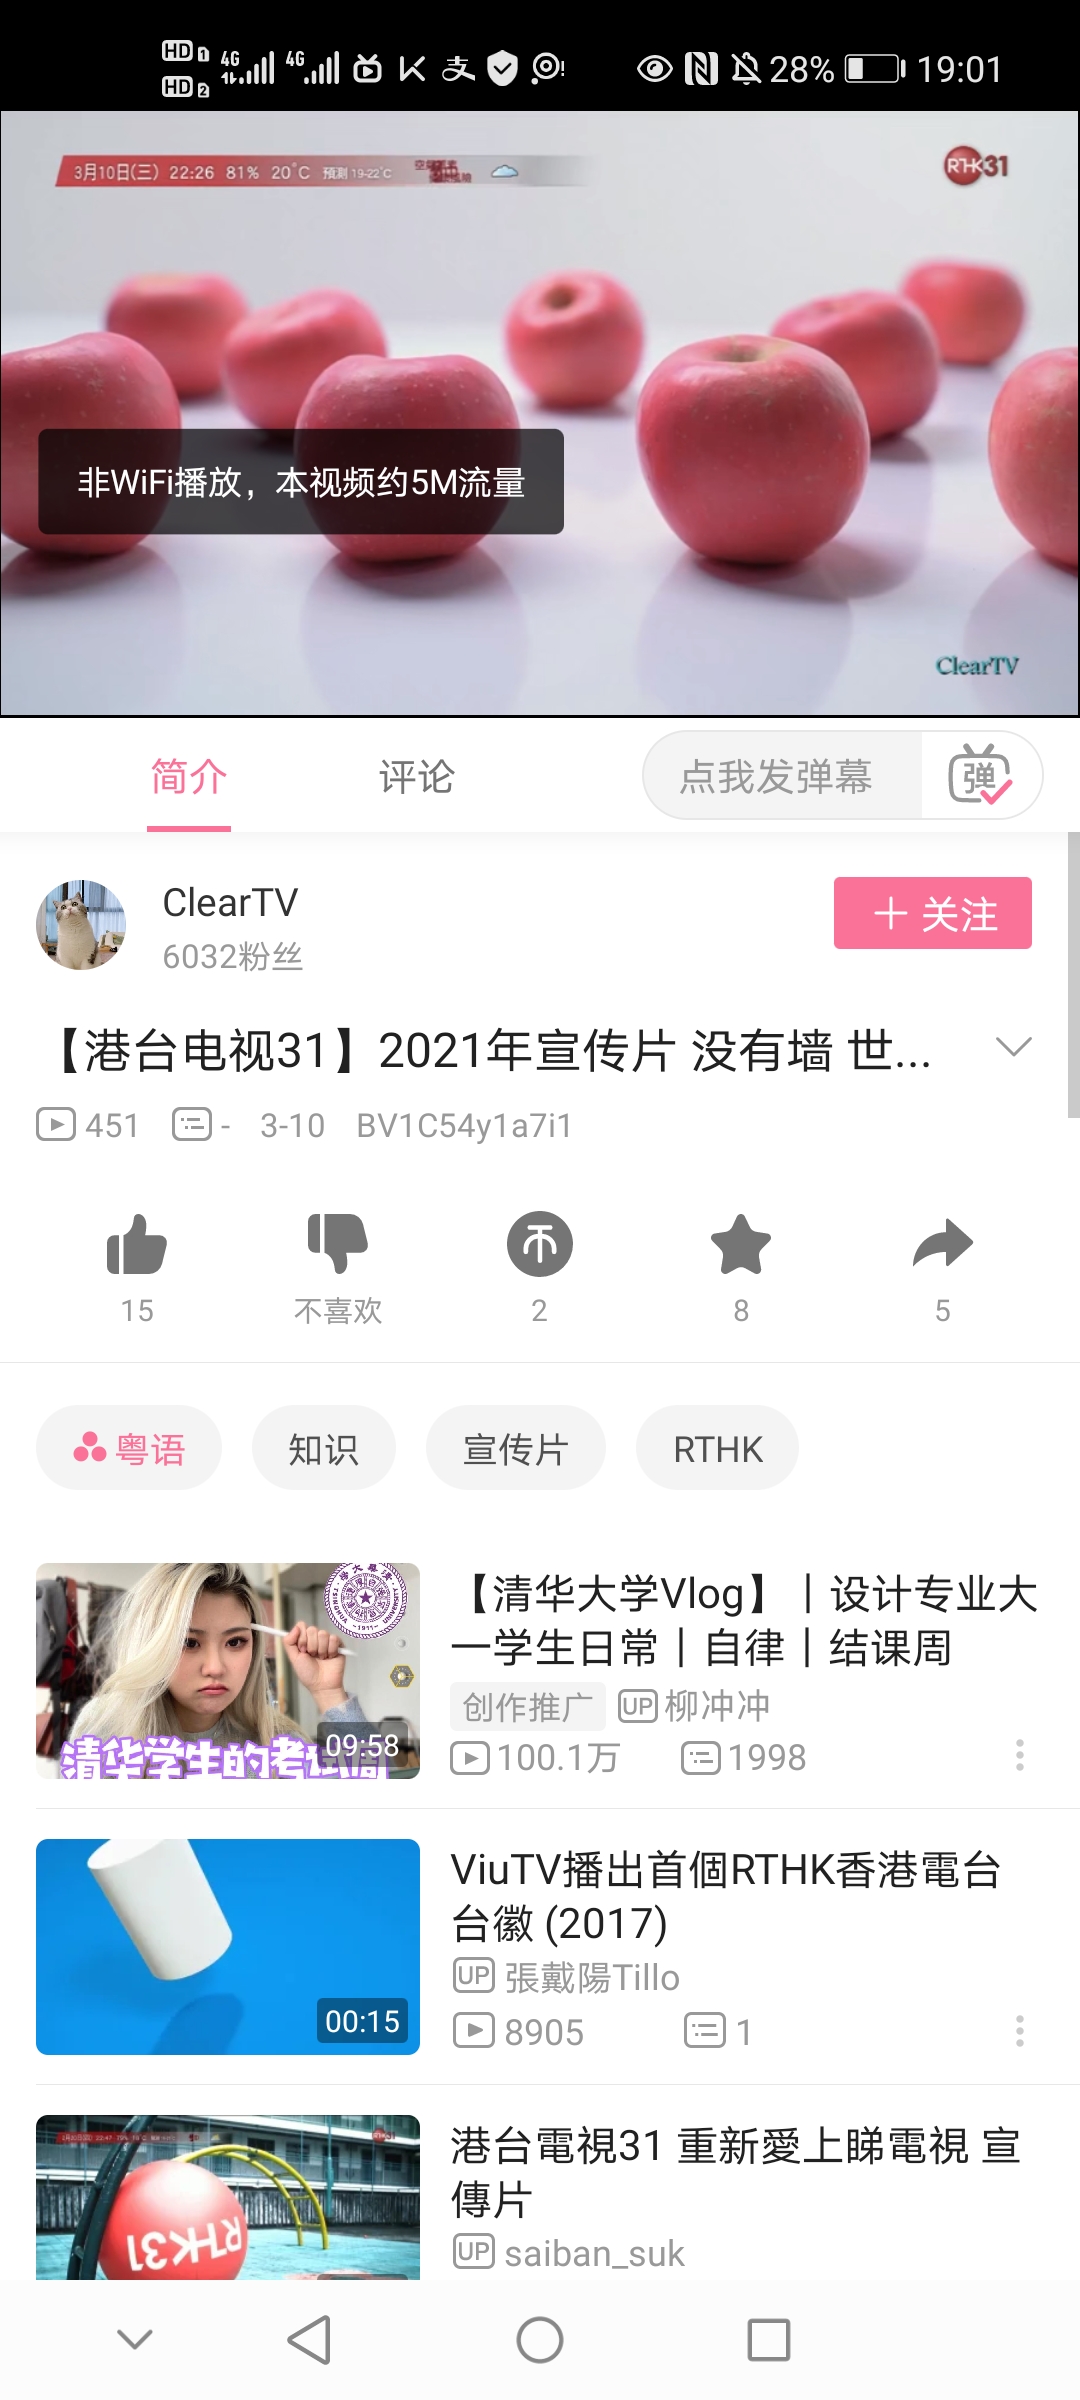 HD 1 4G 4G 28% 19:01
HD 2
3月10日(三) 22:26 81% 20°C 預測 19-22°C
RTHK31
非WiFi播放，本视频约5M流量
ClearTV
简介 评论 点我发弹幕 弹
ClearTV
6032粉丝
+ 关注
【港台电视31】2021年宣传片 没有墙 世...
451 - 3-10 BV1C54y1a7i1
15 不喜欢 2 8 5
粤语 知识 宣传片 RTHK
【清华大学Vlog】｜设计专业大
一学生日常｜自律｜结课周
创作推广 UP 柳冲冲
100.1万 1998
清华学生的考试周
09:58
ViuTV播出首個RTHK香港電台
台徽 (2017)
UP 張戴陽Tillo
8905 1
00:15
港台電視31 重新愛上睇電視 宣
傳片
UP saiban_suk
RTHK31